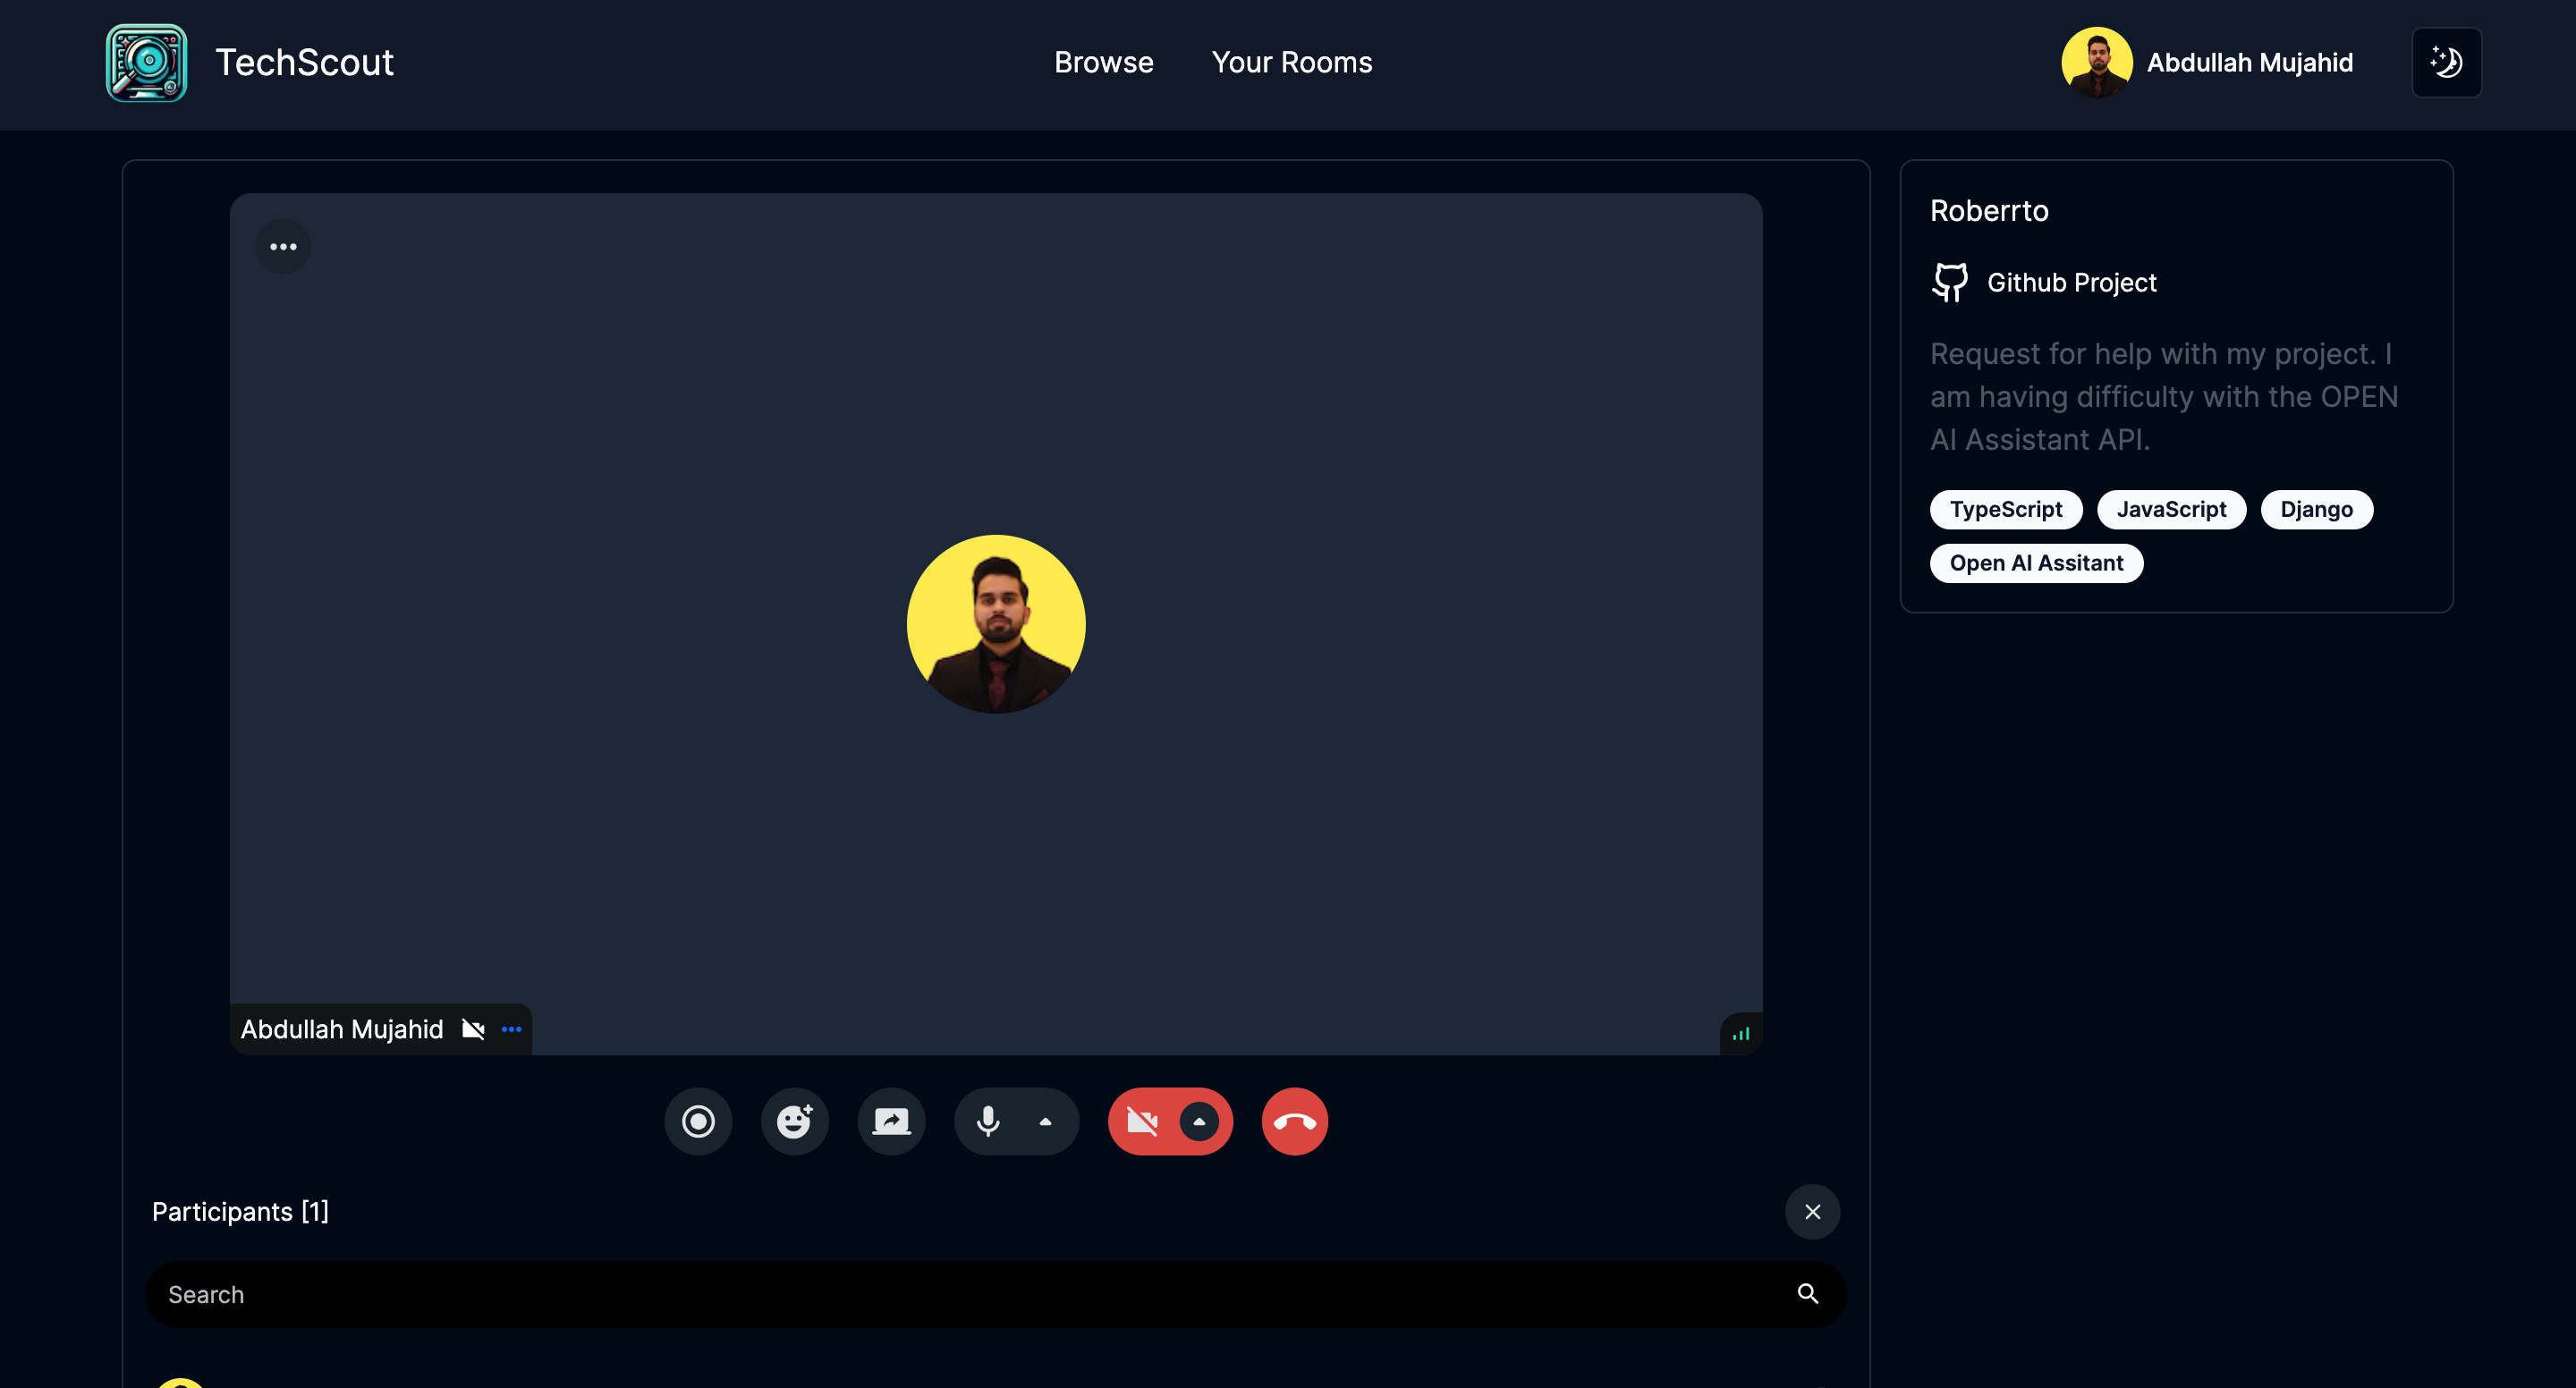 TechScout
Browse
Your Rooms
Abdullah Mujahid
Roberrto
Github Project
Request for help with my project. I
am having difficulty with the OPEN
AI Assistant API.
TypeScript
JavaScript
Django
Open AI Assitant
Abdullah Mujahid
Participants [1]
Search